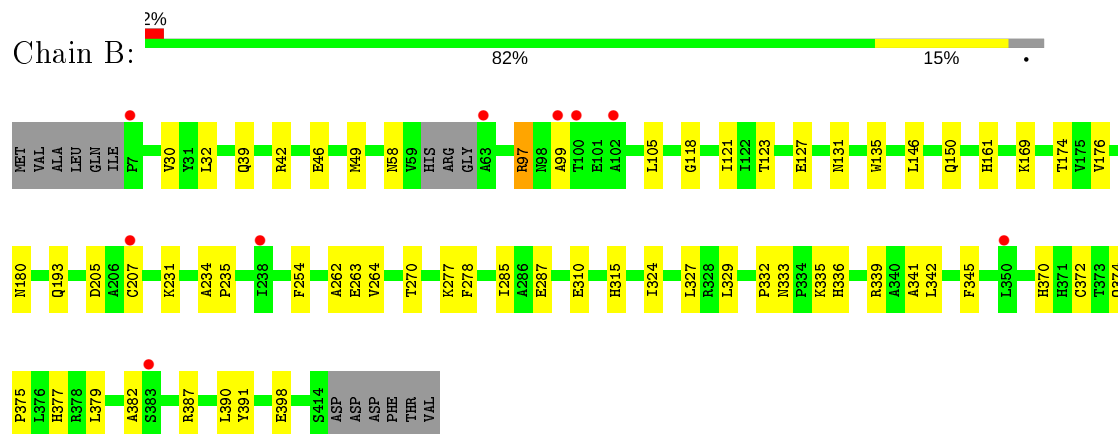 2%
Chain B:
82% 15% •
MET VAL ALA LEU GLN ILE P7 V30 Y31 L32 Q39 R42 E46 M49 N58 V59 HIS ARG GLY A63 R97 N98 A99 T100 E101 A102 L105 G118 I121 I122 T123 E127 N131 W135 L146 Q150 H161 K169 T174 V175 V176
N180 Q193 D205 A206 C207 K231 A234 P235 I238 F254 A262 E263 V264 T270 K277 F278 I285 A286 E287 E310 H315 I324 L327 R328 L329 P332 N333 P334 K335 H336 R339 A340 A341 L342 F345 L350 H370 H371 C372 T373
P375 L376 H377 R378 L379 A382 S383 R387 L390 Y391 E398 S414 ASP ASP ASP PHE THR VAL